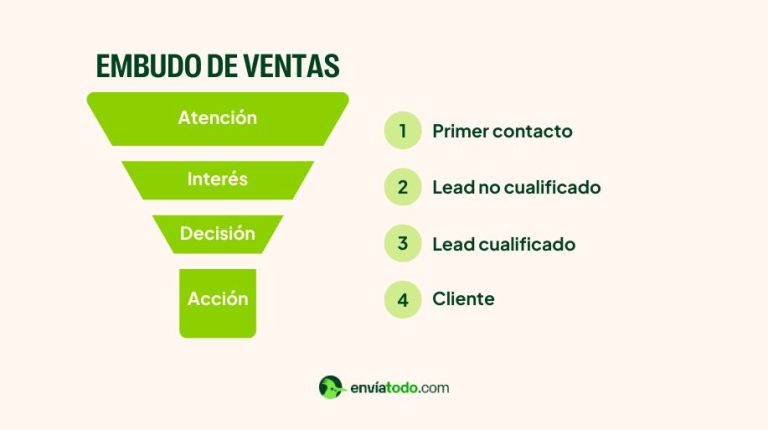 EMBUDO DE VENTAS
Atención
Interés
Decisión
Acción
1 Primer contacto
2 Lead no cualificado
3 Lead cualificado
4 Cliente
envíatodo.com